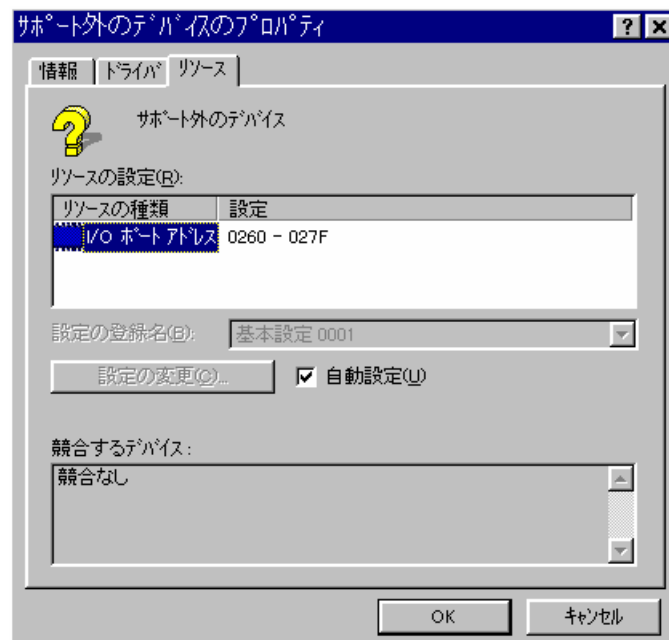 サポート外のデバイスのプロパティ
情報 ドライバ リソース
サポート外のデバイス
リソースの設定(R):
リソースの種類 設定
I/O ポート アドレス 0260 - 027F
設定の登録名(B): 基本設定 0001
設定の変更(C)... 自動設定(U)
競合するデバイス:
競合なし
OK キャンセル